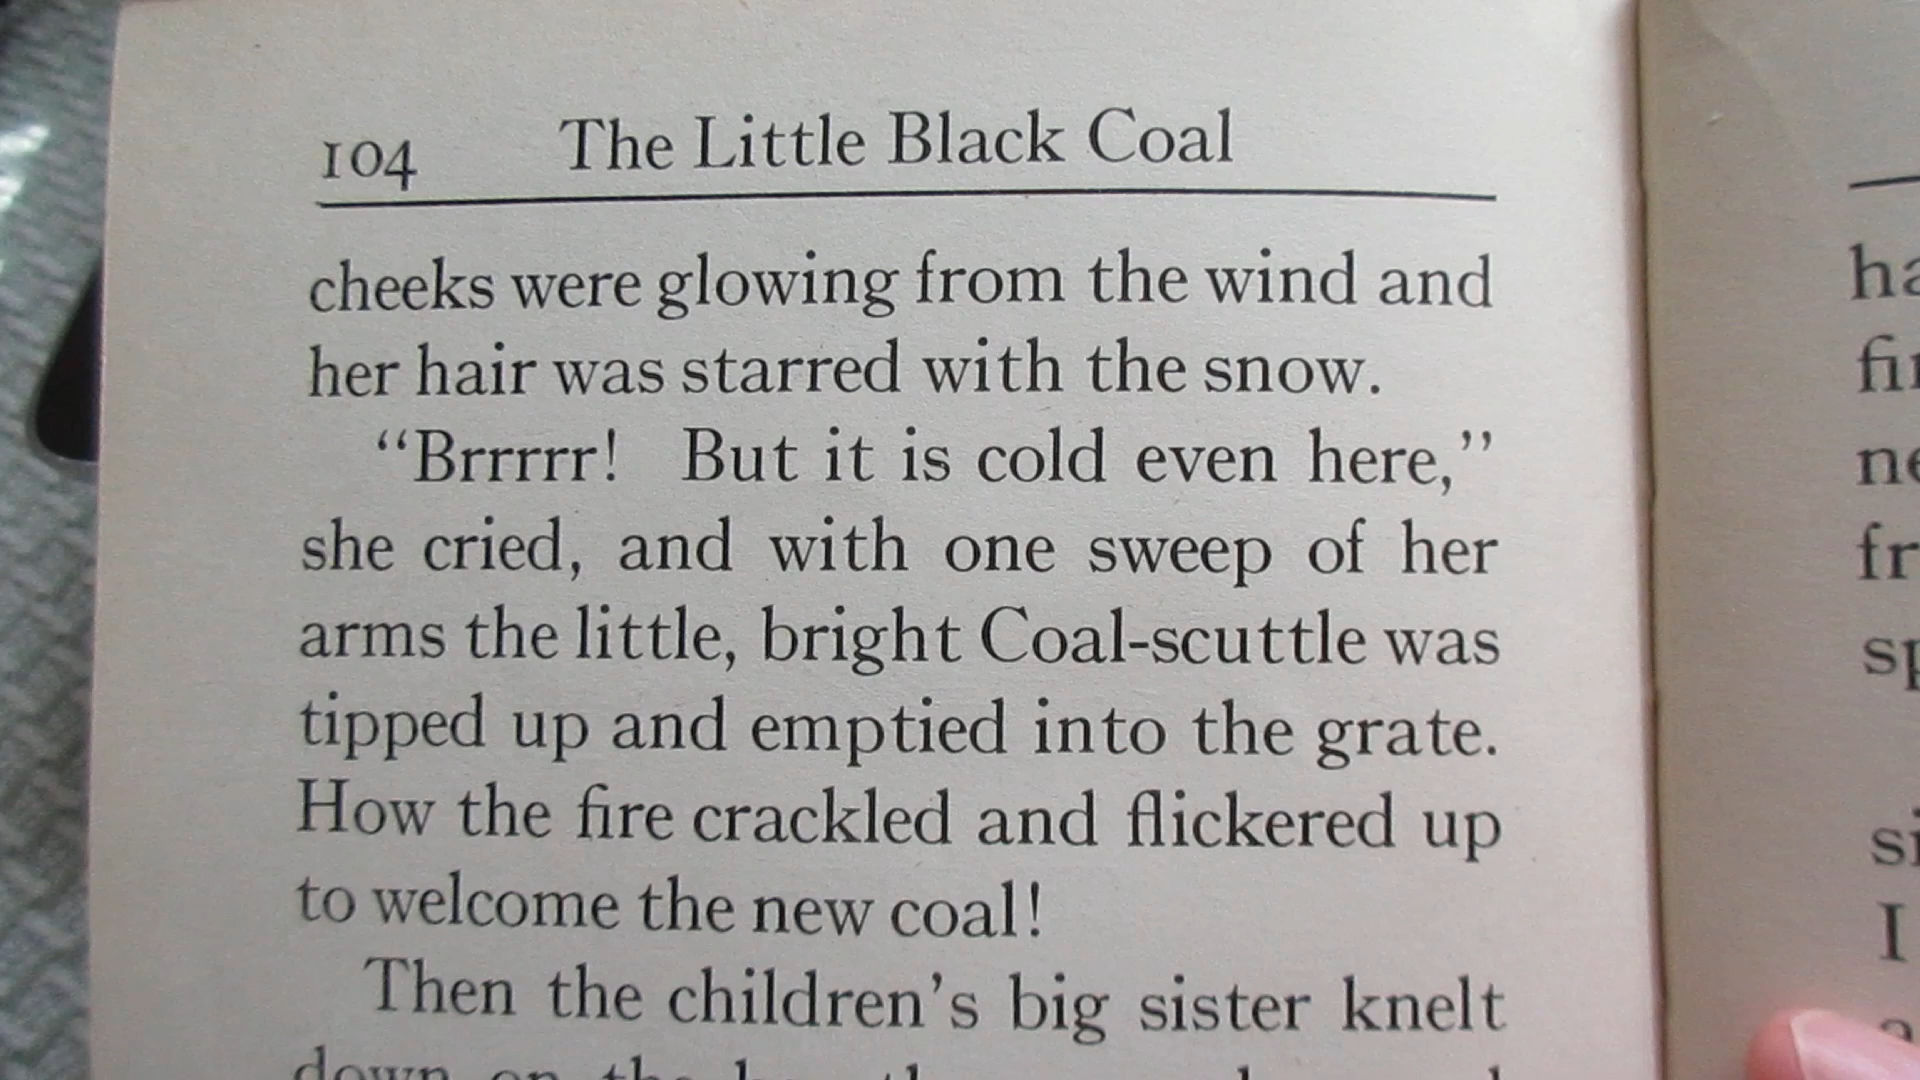 104 The Little Black Coal
cheeks were glowing from the wind and
her hair was starred with the snow.
“Brrrrr! But it is cold even here,”
she cried, and with one sweep of her
arms the little, bright Coal-scuttle was
tipped up and emptied into the grate.
How the fire crackled and flickered up
to welcome the new coal!
Then the children’s big sister knelt
down on the